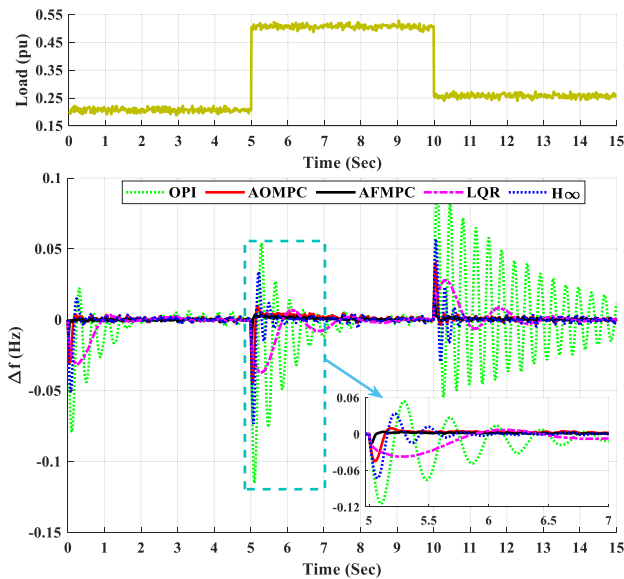 0.55
0.45
0.35
0.25
0.15
Load (pu)
0 1 2 3 4 5 6 7 8 9 10 11 12 13 14 15
Time (Sec)
OPI AOMPC AFMPC LQR H∞
0.1
0.05
0
-0.05
-0.1
-0.15
Δf (Hz)
0.06
0
-0.06
-0.12
5 5.5 6 6.5 7
0 1 2 3 4 5 6 7 8 9 10 11 12 13 14 15
Time (Sec)